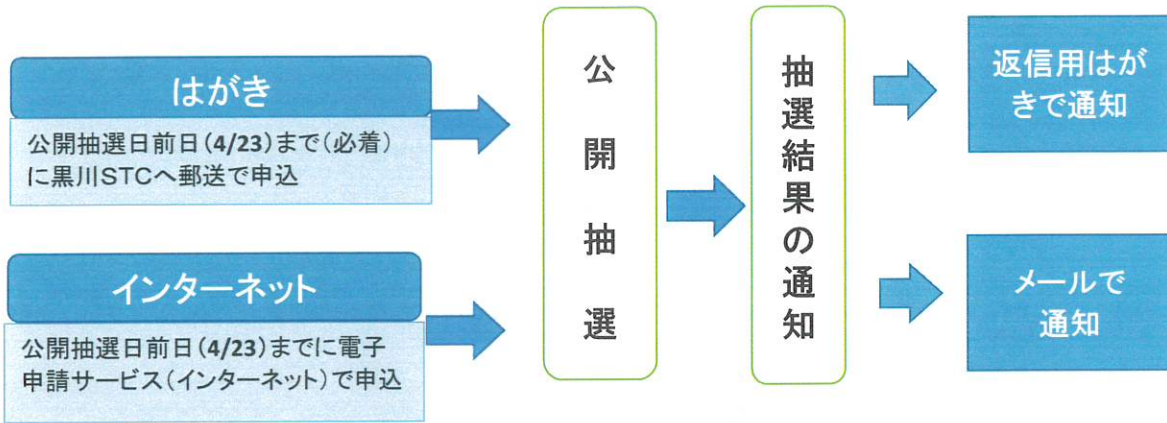 はがき
公開抽選日前日(4/23)まで(必着)
に黒川STCへ郵送で申込
インターネット
公開抽選日前日(4/23)までに電子
申請サービス(インターネット)で申込
公開抽選
抽選結果の通知
返信用はが
きで通知
メールで
通知